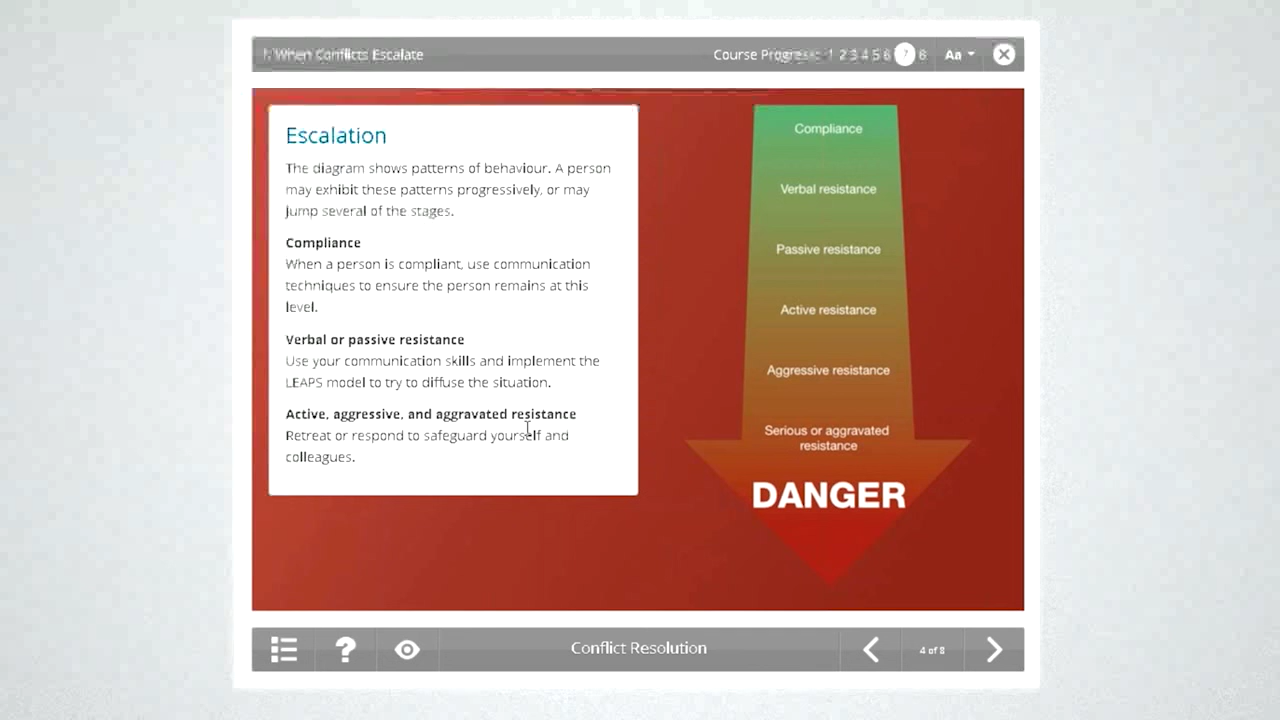 When Conflicts Escalate
Course Progress: 1 2 3 4 5 6 7 8
Aa
Escalation
The diagram shows patterns of behaviour. A person
may exhibit these patterns progressively, or may
jump several of the stages.
Compliance
When a person is compliant, use communication
techniques to ensure the person remains at this
level.
Verbal or passive resistance
Use your communication skills and implement the
LEAPS model to try to diffuse the situation.
Active, aggressive, and aggravated resistance
Retreat or respond to safeguard yourself and
colleagues.
Compliance
Verbal resistance
Passive resistance
Active resistance
Aggressive resistance
Serious or aggravated
resistance
DANGER
?
Conflict Resolution
4 of 8